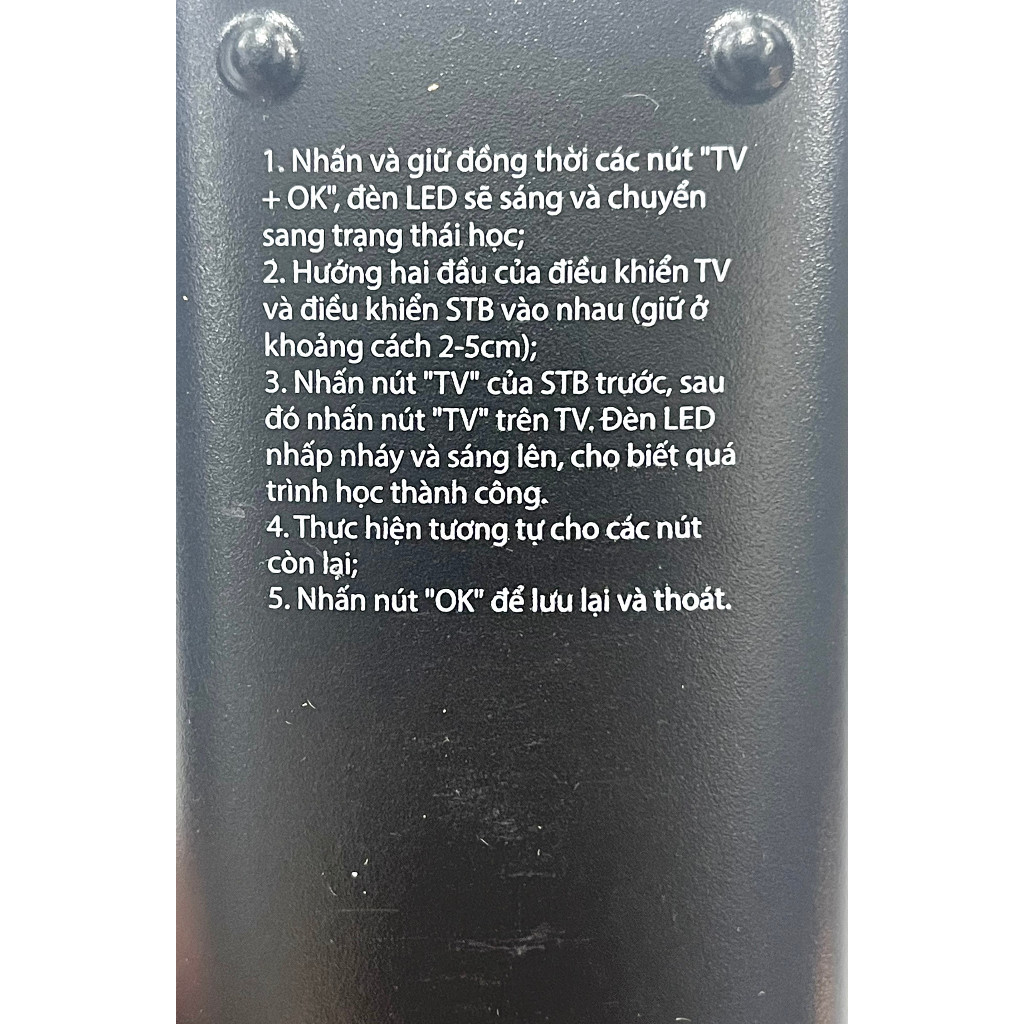 1. Nhấn và giữ đồng thời các nút "TV
+ OK", đèn LED sẽ sáng và chuyển
sang trạng thái học;
2. Hướng hai đầu của điều khiển TV
và điều khiển STB vào nhau (giữ ở
khoảng cách 2-5cm);
3. Nhấn nút "TV" của STB trước, sau
đó nhấn nút "TV" trên TV. Đèn LED
nhấp nháy và sáng lên, cho biết quá
trình học thành công.
4. Thực hiện tương tự cho các nút
còn lại;
5. Nhấn nút "OK" để lưu lại và thoát.